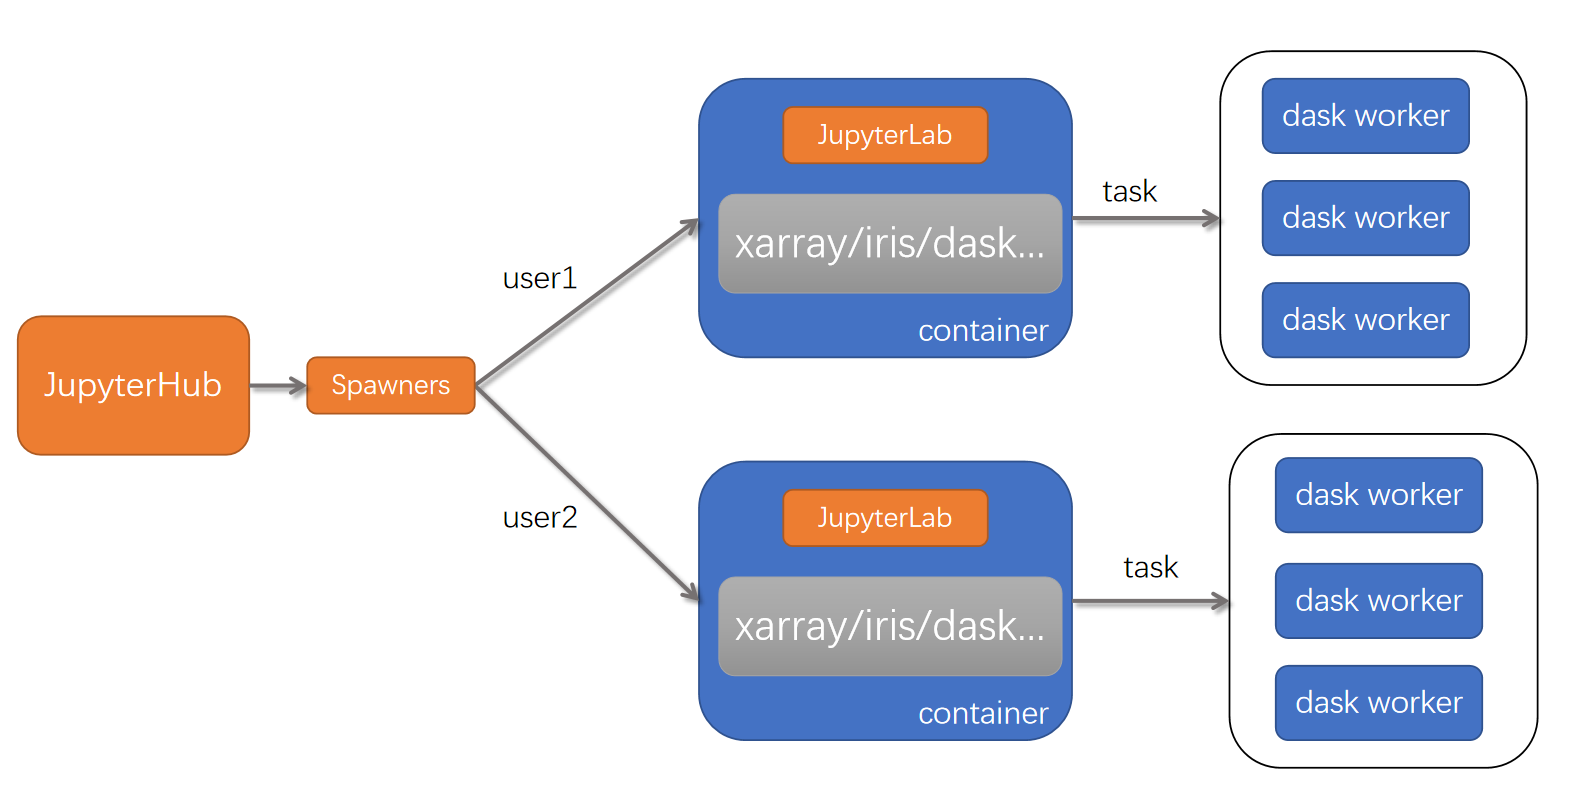 JupyterHub
Spawners
user1
user2
JupyterLab
xarray/iris/dask...
container
task
dask worker
dask worker
dask worker
JupyterLab
xarray/iris/dask...
container
task
dask worker
dask worker
dask worker